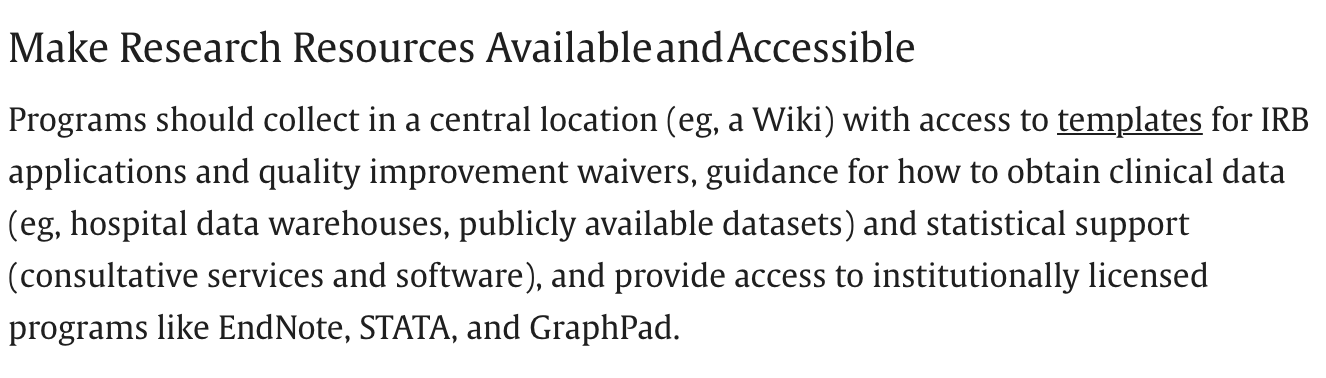 Make Research Resources Available and Accessible
Programs should collect in a central location (eg, a Wiki) with access to templates for IRB
applications and quality improvement waivers, guidance for how to obtain clinical data
(eg, hospital data warehouses, publicly available datasets) and statistical support
(consultative services and software), and provide access to institutionally licensed
programs like EndNote, STATA, and GraphPad.